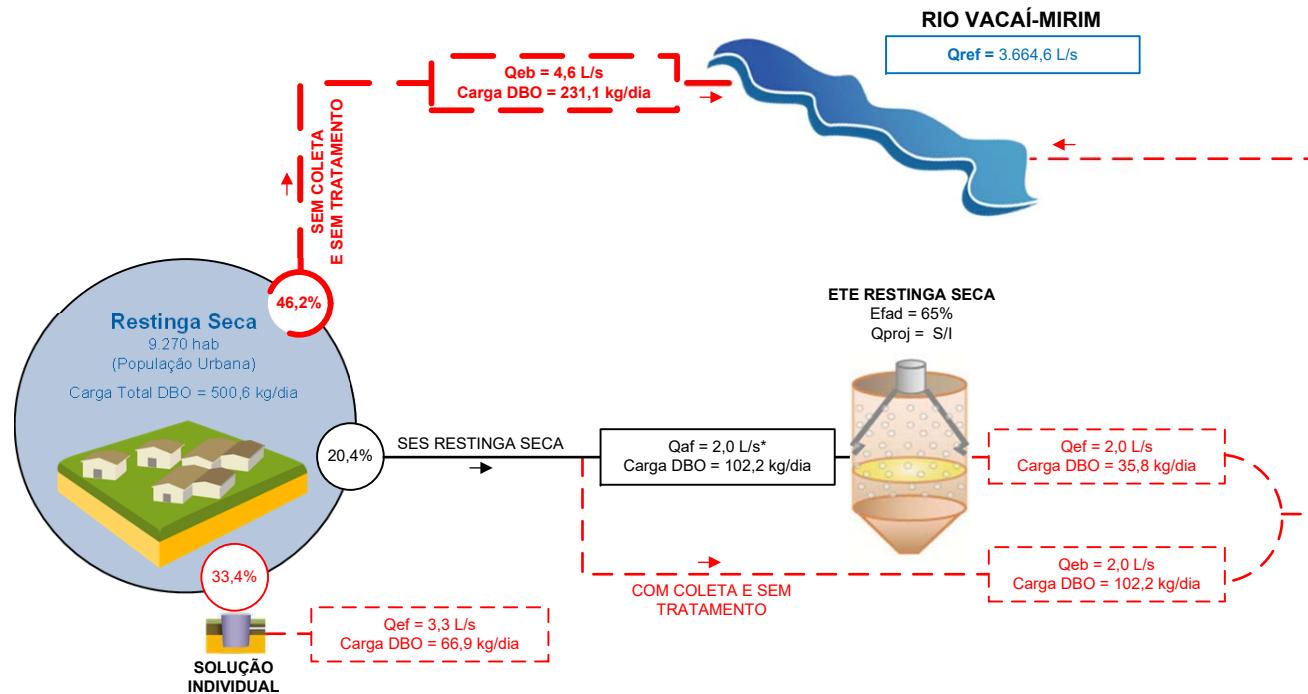 RIO VACAÍ-MIRIM
Qref = 3.664,6 L/s
Qeb = 4,6 L/s
Carga DBO = 231,1 kg/dia
SEM COLETA
E SEM TRATAMENTO
46,2%
Restinga Seca
9.270 hab
(População Urbana)
Carga Total DBO = 500,6 kg/dia
ETE RESTINGA SECA
Efad = 65%
Qproj = S/I
20,4%
SES RESTINGA SECA
Qaf = 2,0 L/s*
Carga DBO = 102,2 kg/dia
Qef = 2,0 L/s
Carga DBO = 35,8 kg/dia
COM COLETA E SEM
TRATAMENTO
Qeb = 2,0 L/s
Carga DBO = 102,2 kg/dia
33,4%
Qef = 3,3 L/s
Carga DBO = 66,9 kg/dia
SOLUÇÃO
INDIVIDUAL